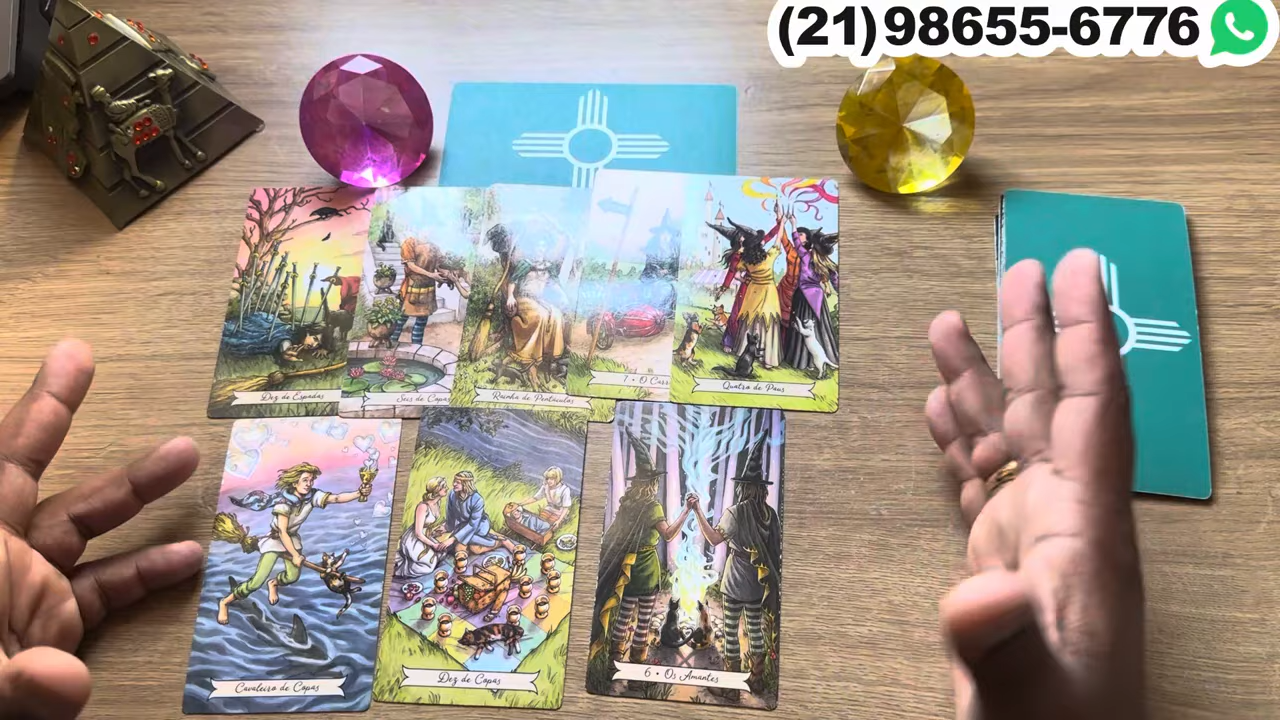 (21)98655-6776
Dez de Espadas
Seis de Copas
Rainha de Pentáculos
7 • O Carro
Quatro de Paus
Cavaleiro de Copas
Dez de Copas
6 • Os Amantes